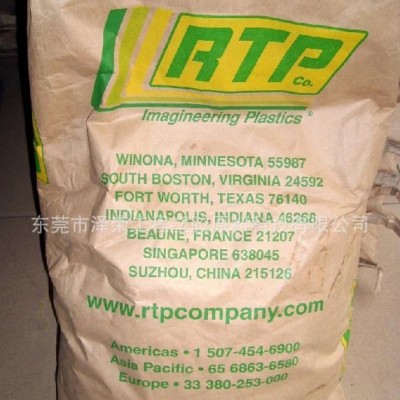 RTP
Co.
Imagineering Plastics®
WINONA, MINNESOTA 55987
SOUTH BOSTON, VIRGINIA 24592
FORT WORTH, TEXAS 76140
INDIANAPOLIS, INDIANA 46268
东莞市泽
有限公司
BEAUNE, FRANCE 21207
SINGAPORE 638045
SUZHOU, CHINA 215126
www.rtpcompany.com
Americas • 1 507-454-6900
Asia Pacific • 65 6863-6580
Europe • 33 380-253-000